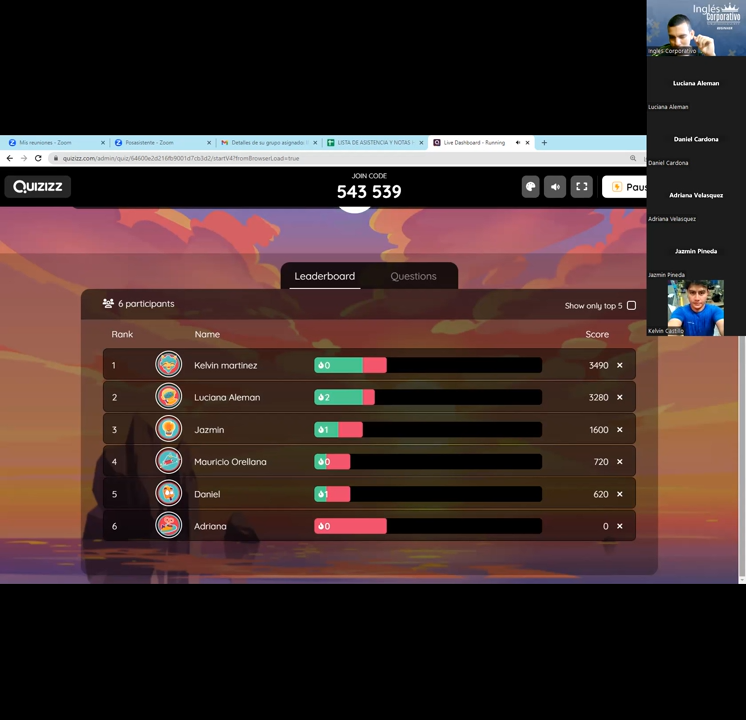 Inglés
Corporativo
BEGINNER
Inglés Corporativo
Luciana Aleman
Luciana Aleman
Daniel Cardona
Daniel Cardona
Adriana Velasquez
Adriana Velasquez
Jazmin Pineda
Jazmin Pineda
Kelvin Castillo
Mis reuniones - Zoom
Posasistente - Zoom
Detalles de su grupo asignado:
LISTA DE ASISTENCIA Y NOTAS
Live Dashboard - Running
quizizz.com/admin/quiz/64600e2d216fb9001d7cb3d2/startV4?fromBrowserLoad=true
QUIZIZZ
JOIN CODE
543 539
Paus
Leaderboard
Questions
6 participants
Show only top 5
Rank Name Score
1 Kelvin martinez 0 3490
2 Luciana Aleman 2 3280
3 Jazmin 1 1600
4 Mauricio Orellana 0 720
5 Daniel 1 620
6 Adriana 0 0